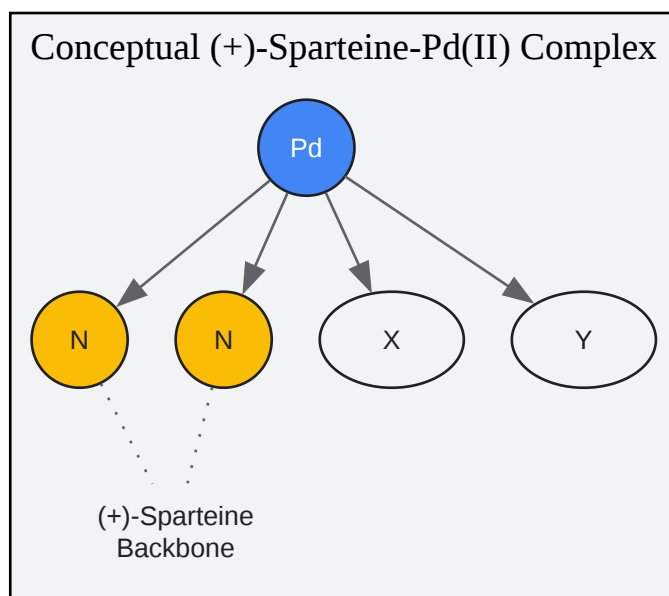 Conceptual (+)-Sparteine-Pd(II) Complex
Pd
N
N
X
Y
(+)-Sparteine
Backbone